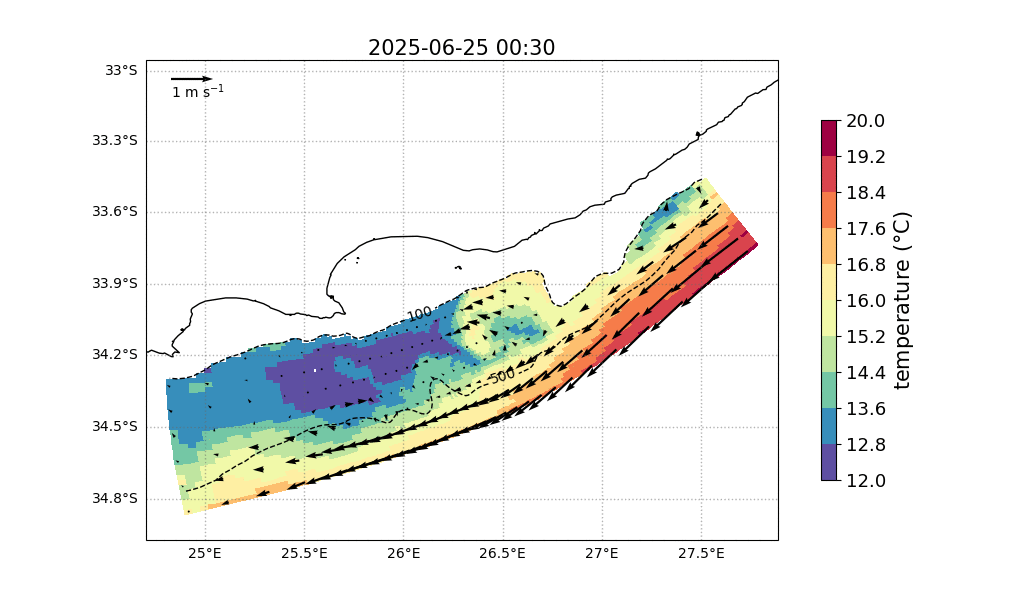 2025-06-25 00:30
1 m s⁻¹
33°S
33.3°S
33.6°S
33.9°S
34.2°S
34.5°S
34.8°S
100
500
25°E
25.5°E
26°E
26.5°E
27°E
27.5°E
20.0
19.2
18.4
17.6
16.8
16.0
15.2
14.4
13.6
12.8
12.0
temperature (°C)